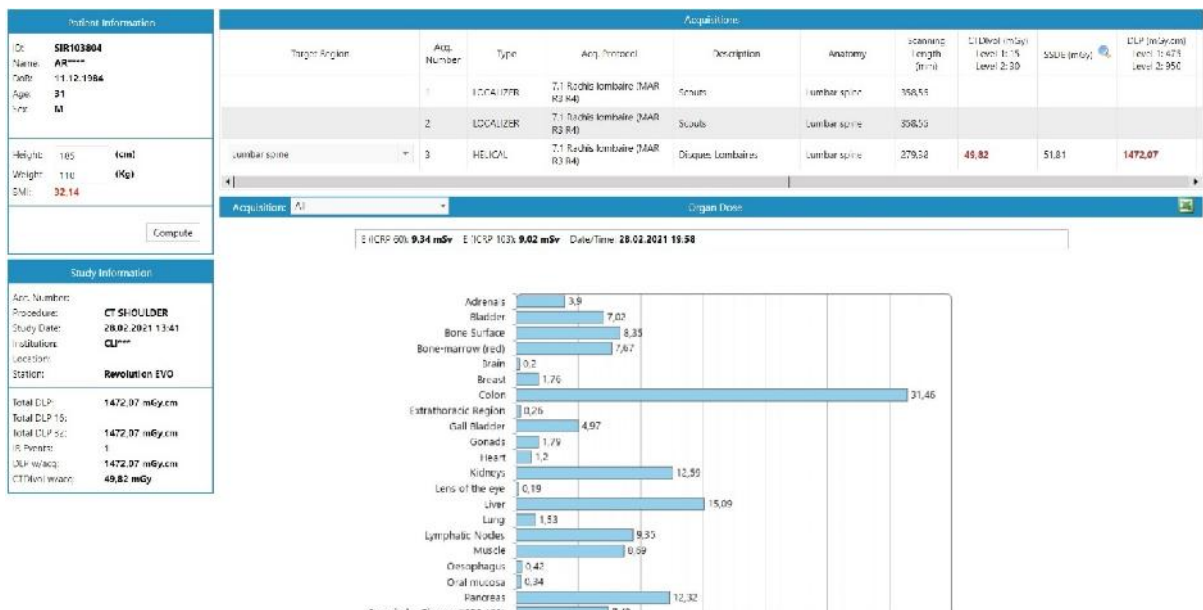 Patient Information
ID: SIR103804
Name: AR****
DoB: 11.12.1984
Age: 31
Sex: M
Height: 185 (cm)
Weight: 110 (Kg)
BMI: 32,14
Compute
Study Information
Acc. Number:
Procedure: CT SHOULDER
Study Date: 28.02.2021 13:41
Institution: CLI***
Location:
Station: Revolution EVO
Total DLP: 1472,07 mGy.cm
Total DLP 16:
Total DLP 32: 1472,07 mGy.cm
IR Events: 1
DLP w/acq: 1472,07 mGy.cm
CTDIvol w/acq: 49,82 mGy
Acquisitions
Target Region Acq. Number Type Acq. Protocol Description Anatomy Scanning Length (mm) CTDIvol (mGy) Level 1: 15 Level 2: 30 SSDE (mGy) DLP (mGy.cm) Level 1: 475 Level 2: 950
1 LOCALIZER 7.1 Rachis lombaire (MAR R3 R4) Scouts Lumbar spine 358,55
2 LOCALIZER 7.1 Rachis lombaire (MAR R3 R4) Scouts Lumbar spine 358,55
Lumbar spine 3 HELICAL 7.1 Rachis lombaire (MAR R3 R4) Disques Lombaires Lumbar spine 279,38 49,82 51,81 1472,07
Acquisition: All Organ Dose
E (ICRP 60): 9.34 mSv E (ICRP 103): 9.02 mSv Date/Time: 28.02.2021 19:58
Adrenals 3,9
Bladder 7,02
Bone Surface 8,35
Bone-marrow (red) 7,67
Brain 0,2
Breast 1,76
Colon 31,46
Extrathoracic Region 0,26
Gall Bladder 4,97
Gonads 1,79
Heart 1,2
Kidneys 12,59
Lens of the eye 0,19
Liver 15,09
Lung 1,53
Lymphatic Nodes 9,35
Muscle 8,69
Oesophagus 0,42
Oral mucosa 0,34
Pancreas 12,32